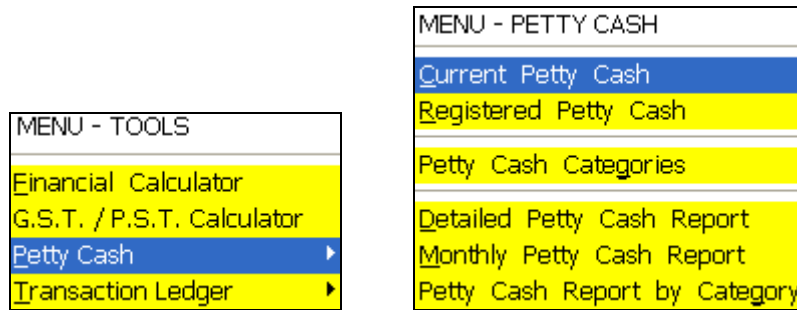 MENU - TOOLS
Financial Calculator
G.S.T. / P.S.T. Calculator
Petty Cash
Transaction Ledger
MENU - PETTY CASH
Current Petty Cash
Registered Petty Cash
Petty Cash Categories
Detailed Petty Cash Report
Monthly Petty Cash Report
Petty Cash Report by Category